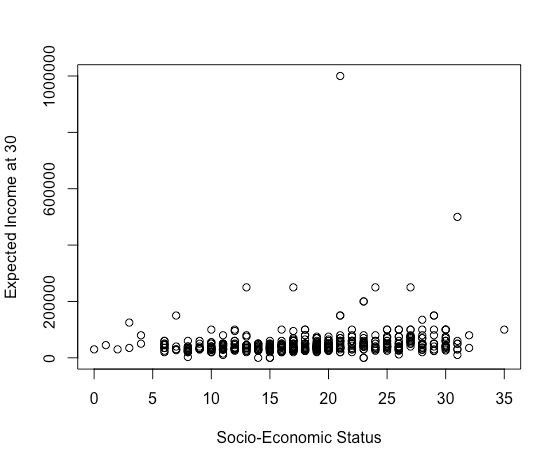 1000000
600000
200000
0
Expected Income at 30
0 5 10 15 20 25 30 35
Socio-Economic Status